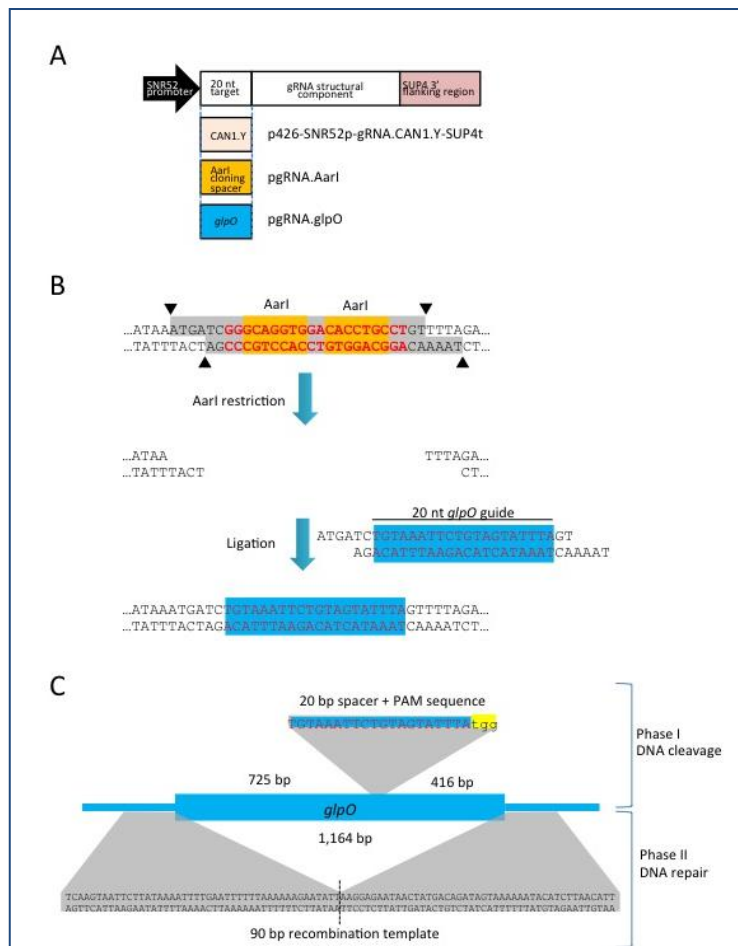 A
SNR52 promoter
20 nt target
gRNA structural component
SUP4 3' flanking region
CAN1.Y
p426-SNR52p-gRNA.CAN1.Y-SUP4t
AarI cloning spacer
pgRNA.AarI
glpO
pgRNA.glpO
B
AarI AarI
…ATAAATGATCGGGCAGGTGGACACCTGCCTGTTTTAGA…
…TATTTACTAGCCCGTCCACCTGTGGACGGACAAAATCT…
AarI restriction
…ATAA TTTAGA…
…TATTTACT CT…
20 nt glpO guide
Ligation
ATGATCTGTAAATTCTGTAGTATTTAGT
AGACATTTAAGACATCATAAATCAAAAT
…ATAAATGATCTGTAAATTCTGTAGTATTTAGTTTTAGA…
…TATTTACTAGACATTTAAGACATCATAAATCAAAATCT…
C
20 bp spacer + PAM sequence
TGTAAATTCTGTAGTATTTAtgg
Phase I
DNA cleavage
725 bp 416 bp
glpO
1,164 bp
Phase II
DNA repair
TCAAGTAATTCTTATAAAATTTTGAATTTTTTAAAAAAGAATATTAAGGAGAATAACTATGACAGATAGTAAAAAATACATCTTAACATT
AGTTCATTAAGAATATTTTAAAACTTAAAAAATTTTTTCTTATAATTCCTCTTATTGATACTGTCTATCATTTTTTATGTAGAATTGTAA
90 bp recombination template